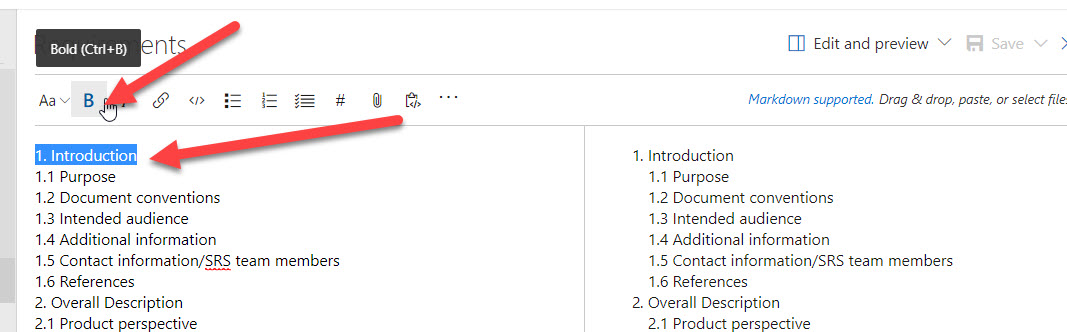 Bold (Ctrl+B)
ments
Edit and preview
Save
Aa
B
#
Markdown supported. Drag & drop, paste, or select files
1. Introduction
1.1 Purpose
1.2 Document conventions
1.3 Intended audience
1.4 Additional information
1.5 Contact information/SRS team members
1.6 References
2. Overall Description
2.1 Product perspective
1. Introduction
1.1 Purpose
1.2 Document conventions
1.3 Intended audience
1.4 Additional information
1.5 Contact information/SRS team members
1.6 References
2. Overall Description
2.1 Product perspective